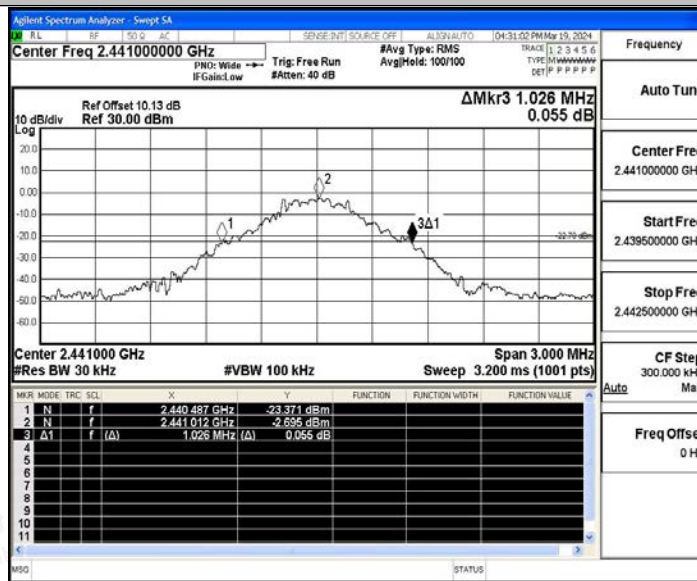 Agilent Spectrum Analyzer - Swept SA
RL RF 50 Ω AC SENSE:INT SOURCE OFF ALIGNAUTO 04:31:02 PM Mar 19, 2024
Center Freq 2.441000000 GHz
#Avg Type: RMS
TRACE 1 2 3 4 5 6
PNO: Wide Trig: Free Run Avg|Hold: 100/100
TYPE M W W W W W
IFGain:Low #Atten: 40 dB
DET P P P P P P
ΔMkr3 1.026 MHz
0.055 dB
Ref Offset 10.13 dB
10 dB/div Ref 30.00 dBm
Log
20.0
10.0
0.00
-10.0
-20.0
-30.0
-40.0
-50.0
-60.0
2
1
3Δ1
-22.70 dBm
Center 2.441000 GHz Span 3.000 MHz
#Res BW 30 kHz #VBW 100 kHz Sweep 3.200 ms (1001 pts)
MKR MODE TRC SCL X Y FUNCTION FUNCTION WIDTH FUNCTION VALUE
1 N f 2.440 487 GHz -23.371 dBm
2 N f 2.441 012 GHz -2.695 dBm
3 Δ1 f (Δ) 1.026 MHz (Δ) 0.055 dB
4
5
6
7
8
9
10
11
MSG STATUS
Frequency
Auto Tun
Center Fre
2.441000000 GH
Start Fre
2.439500000 GH
Stop Fre
2.442500000 GH
CF Step
300.000 kH
Auto Ma
Freq Offse
0 H